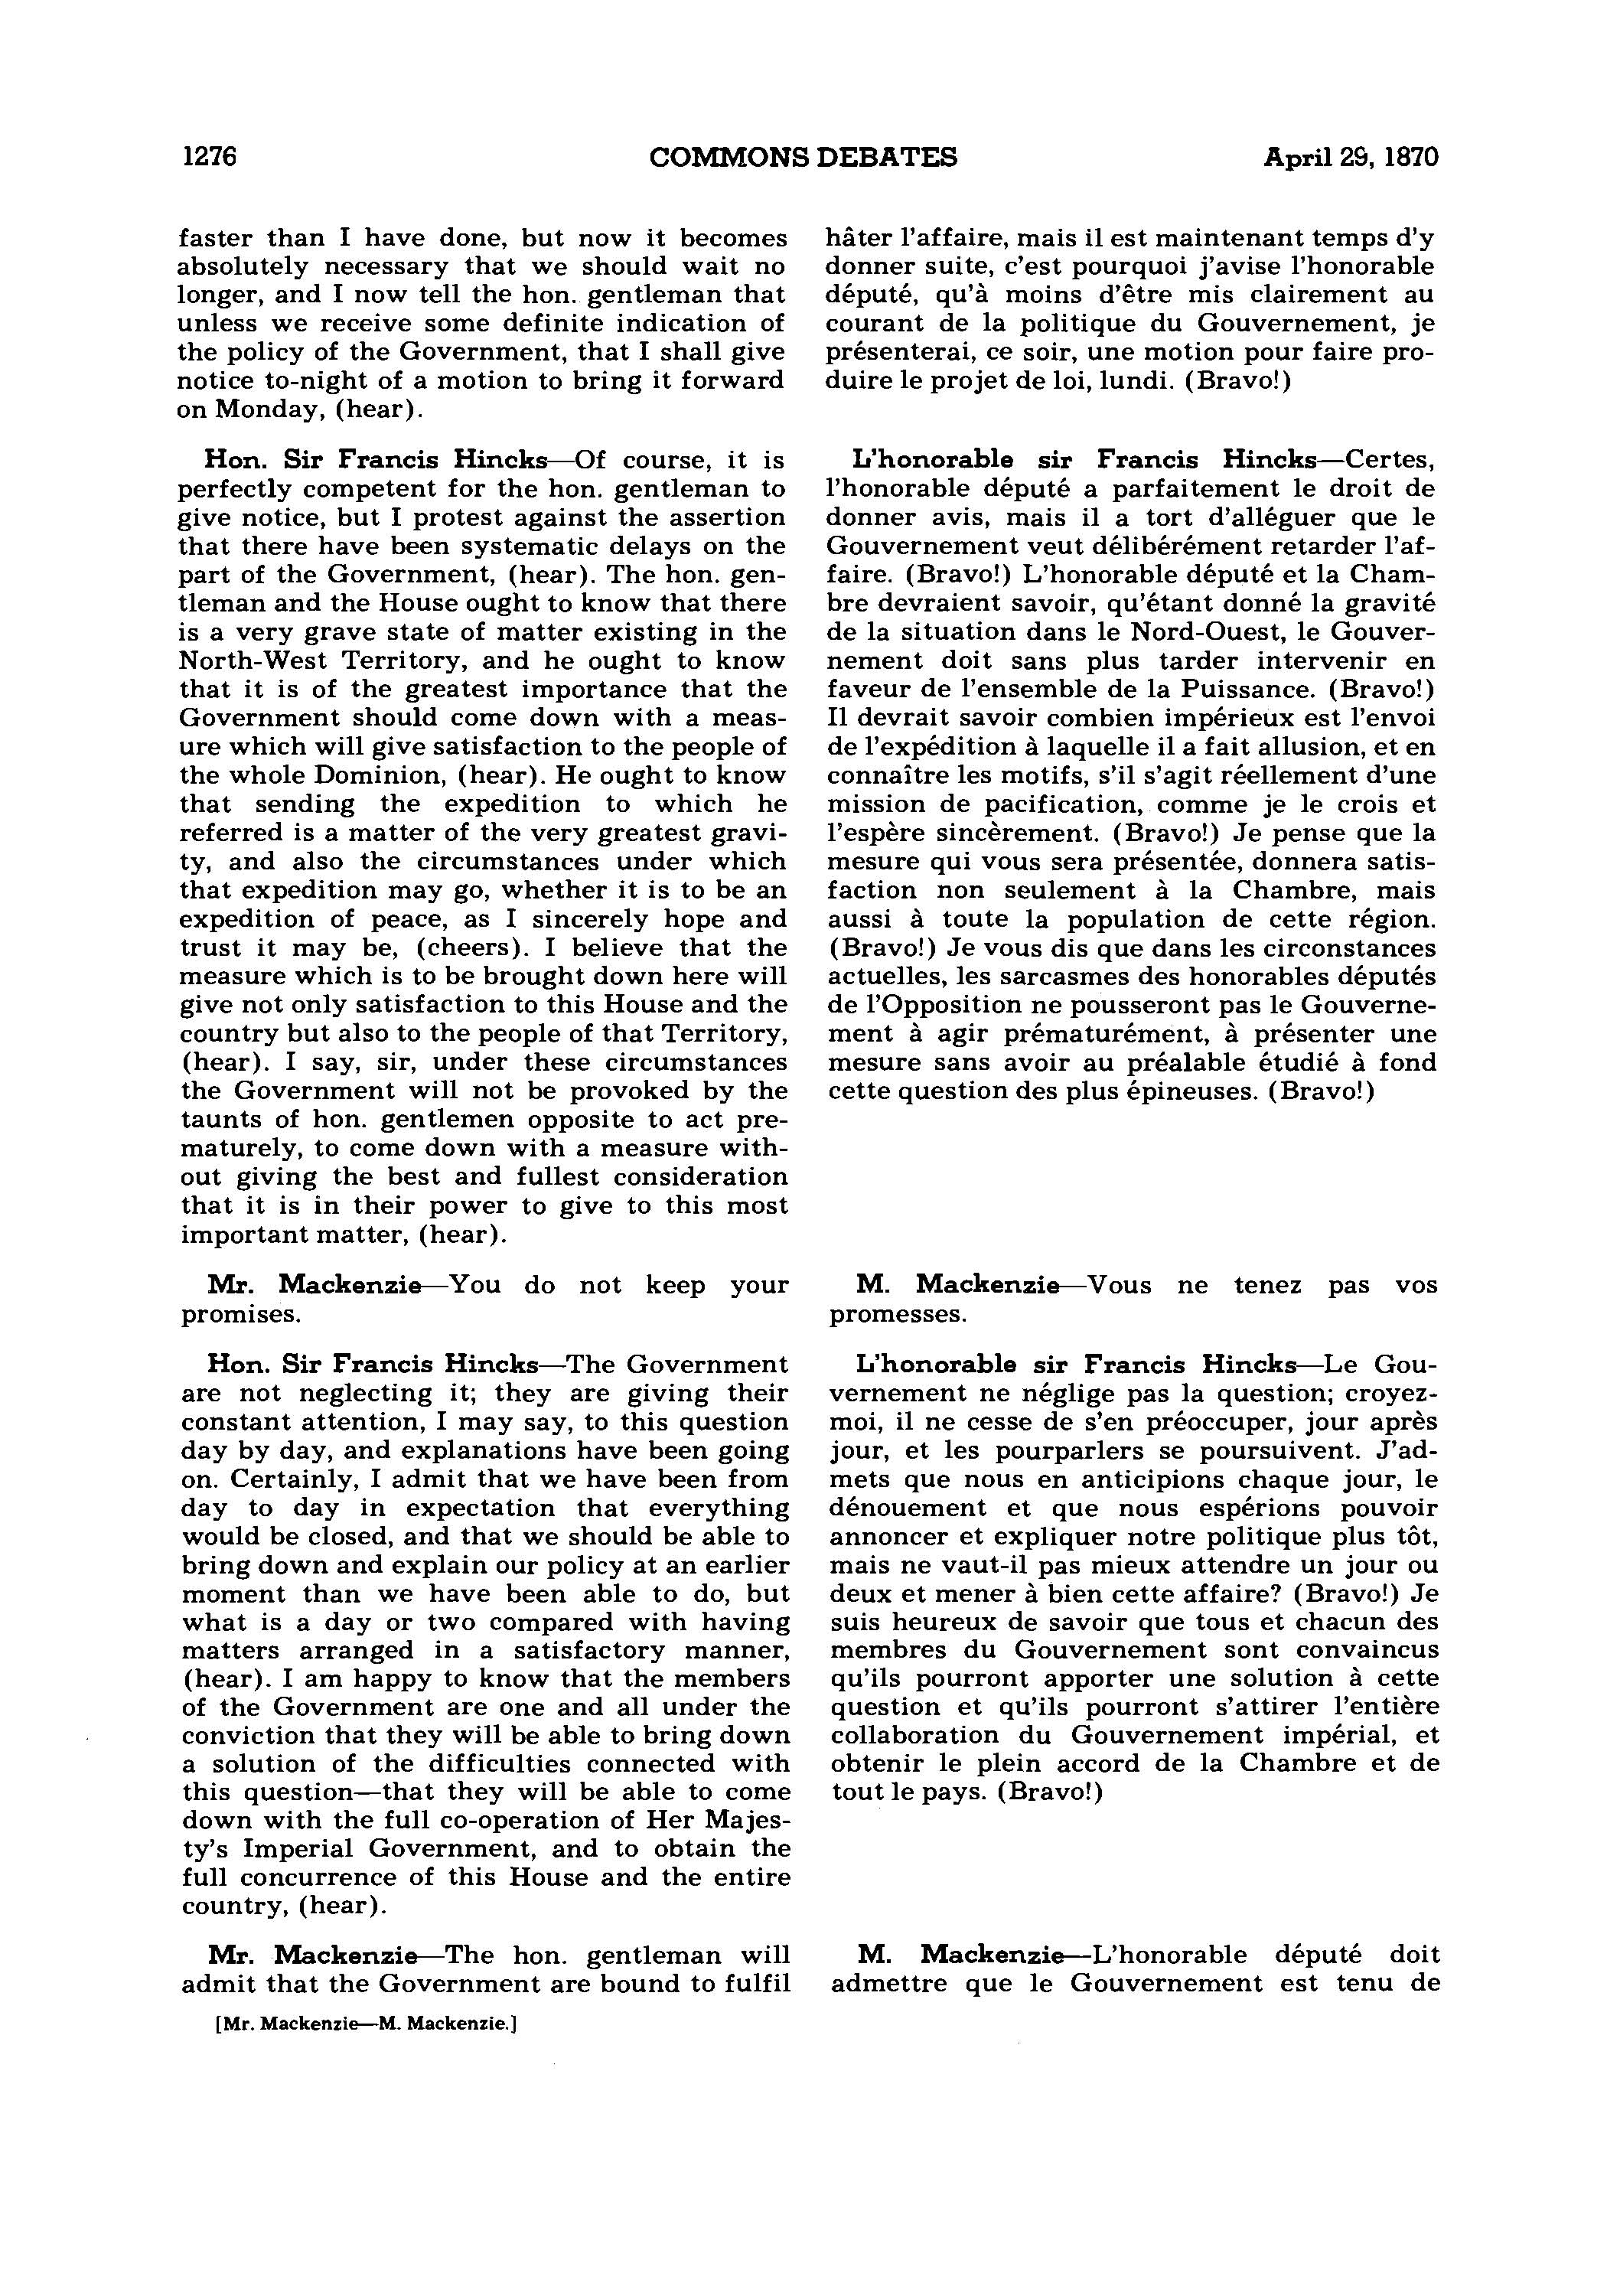 1276 COMMONS DEBATES April 29, 1870
faster than I have done, but now it becomes
absolutely necessary that we should wait no
longer, and I now tell the hon. gentleman that
unless we receive some definite indication of
the policy of the Government, that I shall give
notice to-night of a motion to bring it forward
on Monday, (hear).
Hon. Sir Francis Hincks—Of course, it is
perfectly competent for the hon. gentleman to
give notice, but I protest against the assertion
that there have been systematic delays on the
part of the Government, (hear). The hon. gen-
tleman and the House ought to know that there
is a very grave state of matter existing in the
North-West Territory, and he ought to know
that it is of the greatest importance that the
Government should come down with a meas-
ure which will give satisfaction to the people of
the whole Dominion, (hear). He ought to know
that sending the expedition to which he
referred is a matter of the very greatest gravi-
ty, and also the circumstances under which
that expedition may go, whether it is to be an
expedition of peace, as I sincerely hope and
trust it may be, (cheers). I believe that the
measure which is to be brought down here will
give not only satisfaction to this House and the
country but also to the people of that Territory,
(hear). I say, sir, under these circumstances
the Government will not be provoked by the
taunts of hon. gentlemen opposite to act pre-
maturely, to come down with a measure with-
out giving the best and fullest consideration
that it is in their power to give to this most
important matter, (hear).
Mr. Mackenzie—You do not keep your
promises.
Hon. Sir Francis Hincks—The Government
are not neglecting it; they are giving their
constant attention, I may say, to this question
day by day, and explanations have been going
on. Certainly, I admit that we have been from
day to day in expectation that everything
would be closed, and that we should be able to
bring down and explain our policy at an earlier
moment than we have been able to do, but
what is a day or two compared with having
matters arranged in a satisfactory manner,
(hear). I am happy to know that the members
of the Government are one and all under the
conviction that they will be able to bring down
a solution of the difficulties connected with
this question—that they will be able to come
down with the full co-operation of Her Majes-
ty's Imperial Government, and to obtain the
full concurrence of this House and the entire
country, (hear).
Mr. Mackenzie—The hon. gentleman will
admit that the Government are bound to fulfil
[Mr. Mackenzie—M. Mackenzie.]
hâter l'affaire, mais il est maintenant temps d'y
donner suite, c'est pourquoi j'avise l'honorable
député, qu'à moins d'être mis clairement au
courant de la politique du Gouvernement, je
présenterai, ce soir, une motion pour faire pro-
duire le projet de loi, lundi. (Bravo!)
L'honorable sir Francis Hincks—Certes,
l'honorable député a parfaitement le droit de
donner avis, mais il a tort d'alléguer que le
Gouvernement veut délibérément retarder l'af-
faire. (Bravo!) L'honorable député et la Cham-
bre devraient savoir, qu'étant donné la gravité
de la situation dans le Nord-Ouest, le Gouver-
nement doit sans plus tarder intervenir en
faveur de l'ensemble de la Puissance. (Bravo!)
Il devrait savoir combien impérieux est l'envoi
de l'expédition à laquelle il a fait allusion, et en
connaître les motifs, s'il s'agit réellement d'une
mission de pacification, comme je le crois et
l'espère sincèrement. (Bravo!) Je pense que la
mesure qui vous sera présentée, donnera satis-
faction non seulement à la Chambre, mais
aussi à toute la population de cette région.
(Bravo!) Je vous dis que dans les circonstances
actuelles, les sarcasmes des honorables députés
de l'Opposition ne pousseront pas le Gouverne-
ment à agir prématurément, à présenter une
mesure sans avoir au préalable étudié à fond
cette question des plus épineuses. (Bravo!)
M. Mackenzie—Vous ne tenez pas vos
promesses.
L'honorable sir Francis Hincks—Le Gou-
vernement ne néglige pas la question; croyez-
moi, il ne cesse de s'en préoccuper, jour après
jour, et les pourparlers se poursuivent. J'ad-
mets que nous en anticipions chaque jour, le
dénouement et que nous espérions pouvoir
annoncer et expliquer notre politique plus tôt,
mais ne vaut-il pas mieux attendre un jour ou
deux et mener à bien cette affaire? (Bravo!) Je
suis heureux de savoir que tous et chacun des
membres du Gouvernement sont convaincus
qu'ils pourront apporter une solution à cette
question et qu'ils pourront s'attirer l'entière
collaboration du Gouvernement impérial, et
obtenir le plein accord de la Chambre et de
tout le pays. (Bravo!)
M. Mackenzie—L'honorable député doit
admettre que le Gouvernement est tenu de